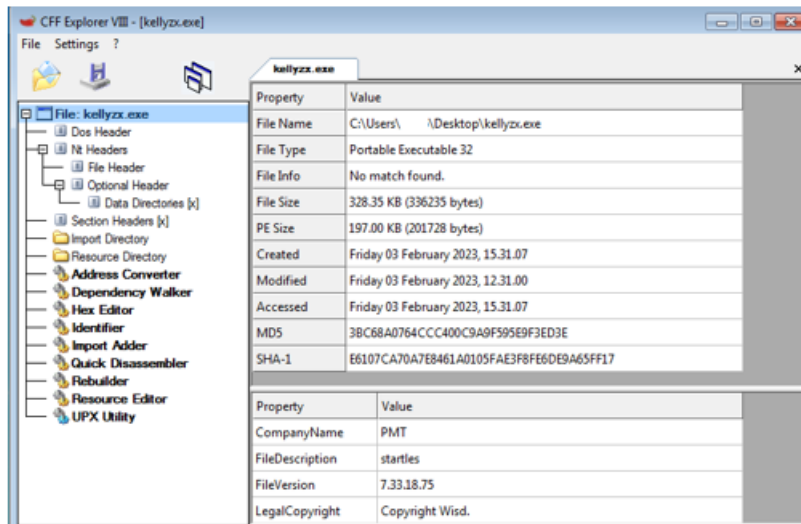 CFF Explorer VIII - [kellyzx.exe]
File Settings ?
kellyzx.exe
File: kellyzx.exe
Dos Header
Nt Headers
File Header
Optional Header
Data Directories [x]
Section Headers [x]
Import Directory
Resource Directory
Address Converter
Dependency Walker
Hex Editor
Identifier
Import Adder
Quick Disassembler
Rebuilder
Resource Editor
UPX Utility
Property Value
File Name C:\Users\ \Desktop\kellyzx.exe
File Type Portable Executable 32
File Info No match found.
File Size 328.35 KB (336235 bytes)
PE Size 197.00 KB (201728 bytes)
Created Friday 03 February 2023, 15.31.07
Modified Friday 03 February 2023, 12.31.00
Accessed Friday 03 February 2023, 15.31.07
MD5 3BC68A0764CCC400C9A9F595E9F3ED3E
SHA-1 E6107CA70A7E8461A0105FAE3F8FE6DE9A65FF17
Property Value
CompanyName PMT
FileDescription startles
FileVersion 7.33.18.75
LegalCopyright Copyright Wisd.